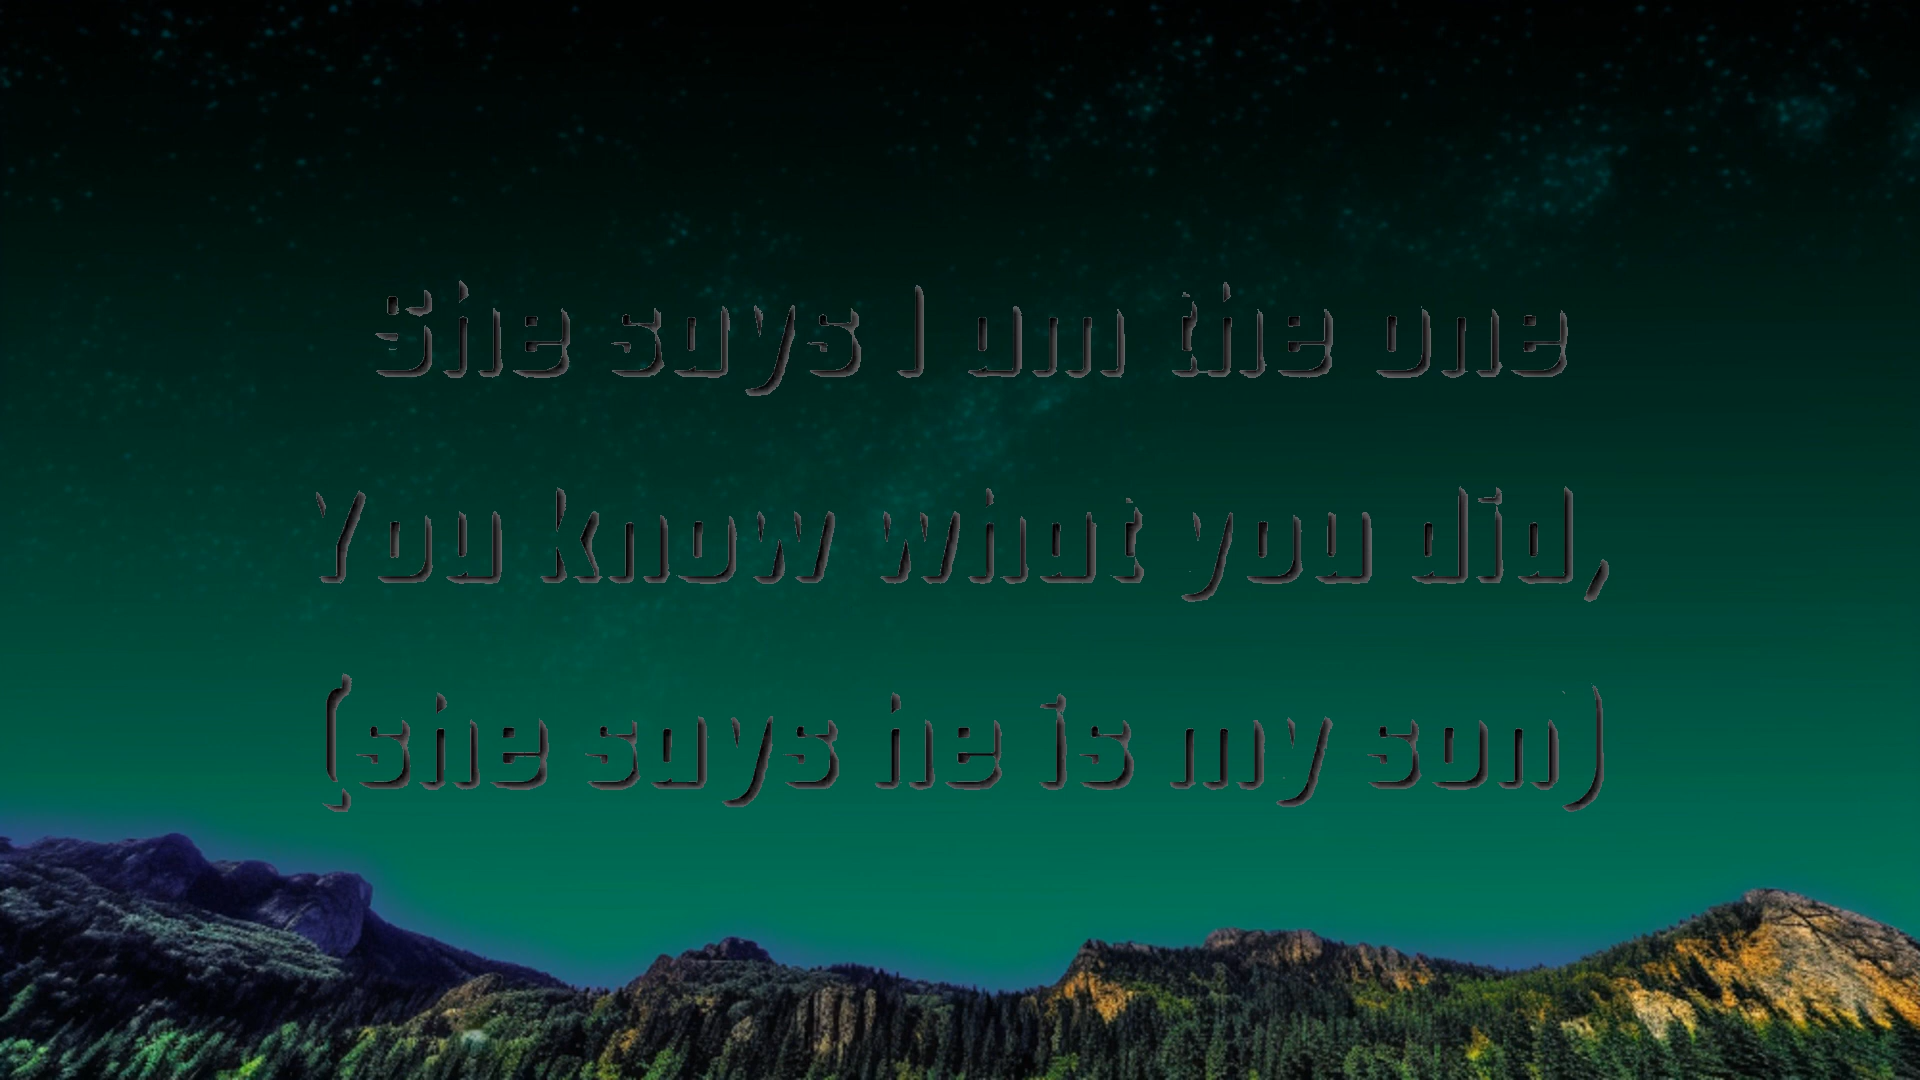 She says I am the one
You know what you did,
(she says he is my son)